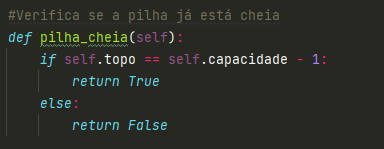 #Verifica se a pilha já está cheia
def pilha_cheia(self):
    if self.topo == self.capacidade - 1:
        return True
    else:
        return False